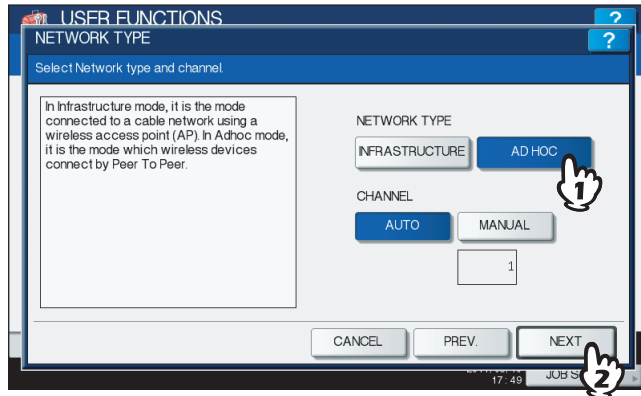 USER FUNCTIONS
?
NETWORK TYPE
?
Select Network type and channel.
In Infrastructure mode, it is the mode
connected to a cable network using a
wireless access point (AP). In Adhoc mode,
it is the mode which wireless devices
connect by Peer To Peer.
NETWORK TYPE
INFRASTRUCTURE
AD HOC
1
CHANNEL
AUTO
MANUAL
1
CANCEL
PREV.
NEXT
2
17:49
JOB S